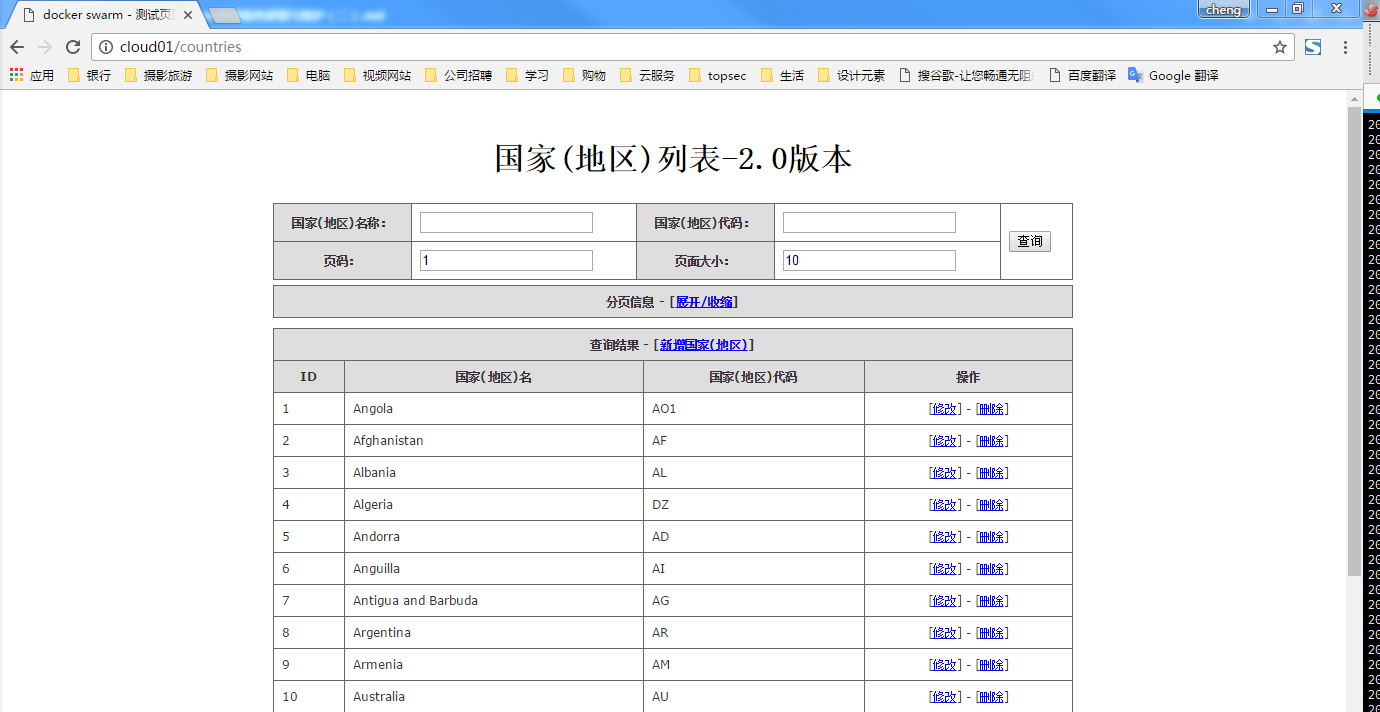 docker swarm - 测试页
cheng
cloud01/countries
应用 银行 摄影旅游 摄影网站 电脑 视频网站 公司招聘 学习 购物 云服务 topsec 生活 设计元素 搜谷歌-让您畅通无阻 百度翻译 Google 翻译
国家(地区)列表-2.0版本
国家(地区)名称: 国家(地区)代码: 查询
页码: 1 页面大小: 10
分页信息 - [展开/收缩]
查询结果 - [新增国家(地区)]
ID 国家(地区)名 国家(地区)代码 操作
1 Angola AO1 [修改] - [删除]
2 Afghanistan AF [修改] - [删除]
3 Albania AL [修改] - [删除]
4 Algeria DZ [修改] - [删除]
5 Andorra AD [修改] - [删除]
6 Anguilla AI [修改] - [删除]
7 Antigua and Barbuda AG [修改] - [删除]
8 Argentina AR [修改] - [删除]
9 Armenia AM [修改] - [删除]
10 Australia AU [修改] - [删除]